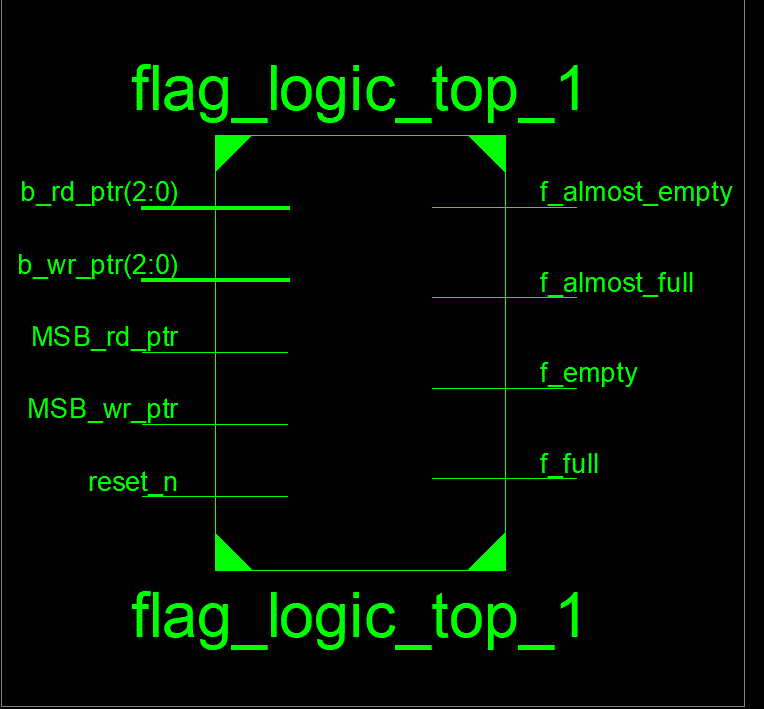 flag_logic_top_1
b_rd_ptr(2:0)
b_wr_ptr(2:0)
MSB_rd_ptr
MSB_wr_ptr
reset_n
f_almost_empty
f_almost_full
f_empty
f_full
flag_logic_top_1